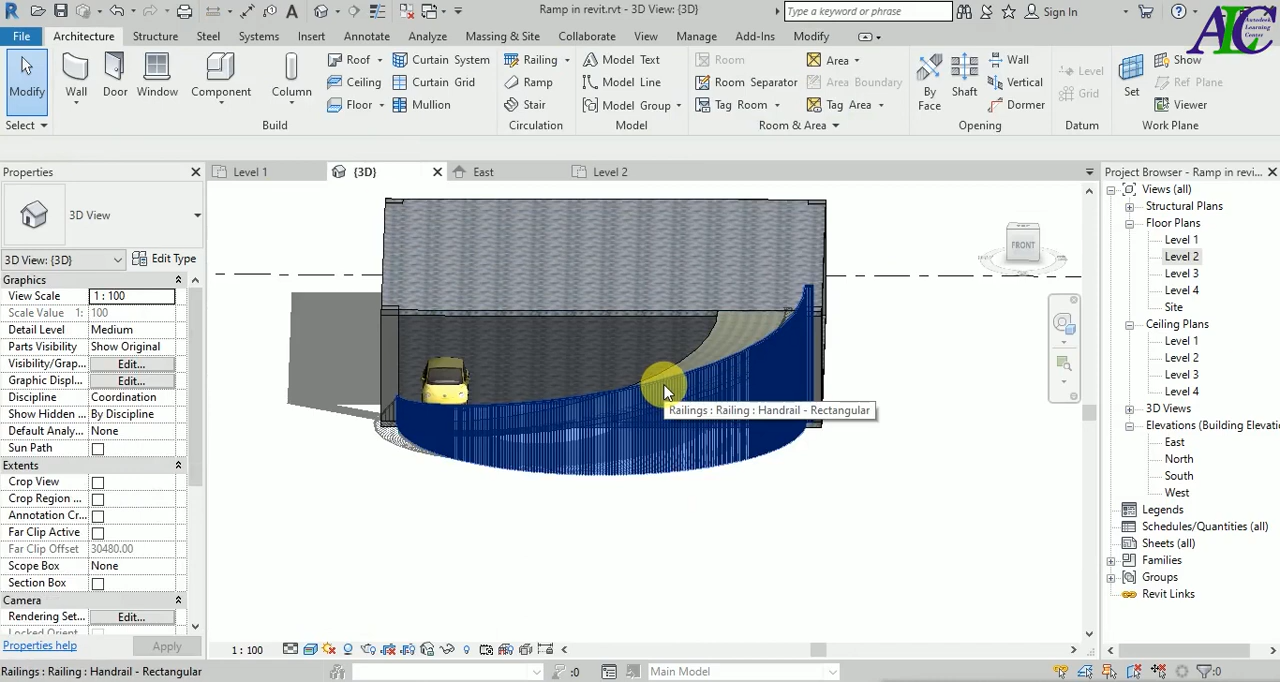 Ramp in revit.rvt - 3D View: {3D}
Type a keyword or phrase
Sign In
ALC
Autodesk
Learning
Center
File
Architecture
Structure
Steel
Systems
Insert
Annotate
Analyze
Massing & Site
Collaborate
View
Manage
Add-Ins
Modify
Modify
Wall
Door
Window
Component
Column
Roof
Ceiling
Floor
Curtain System
Curtain Grid
Mullion
Railing
Ramp
Stair
Model Text
Model Line
Model Group
Room
Room Separator
Tag Room
Area
Area Boundary
Tag Area
By
Face
Shaft
Wall
Vertical
Dormer
Level
Grid
Set
Show
Ref Plane
Viewer
Select
Build
Circulation
Model
Room & Area
Opening
Datum
Work Plane
Properties
Level 1
{3D}
East
Level 2
Project Browser - Ramp in revi...
3D View
3D View: {3D}
Edit Type
Graphics
View Scale
1 : 100
Scale Value 1:
100
Detail Level
Medium
Parts Visibility
Show Original
Visibility/Grap...
Edit...
Graphic Displ...
Edit...
Discipline
Coordination
Show Hidden ...
By Discipline
Default Analy...
None
Sun Path
Extents
Crop View
Crop Region ...
Annotation Cr...
Far Clip Active
Far Clip Offset
30480.00
Scope Box
None
Section Box
Camera
Rendering Set...
Edit...
Locked Orient
Properties help
Apply
FRONT
Railings : Railing : Handrail - Rectangular
Views (all)
Structural Plans
Floor Plans
Level 1
Level 2
Level 3
Level 4
Site
Ceiling Plans
Level 1
Level 2
Level 3
Level 4
3D Views
Elevations (Building Elevatio
East
North
South
West
Legends
Schedules/Quantities (all)
Sheets (all)
Families
Groups
Revit Links
1 : 100
Railings : Railing : Handrail - Rectangular
:0
Main Model
:0